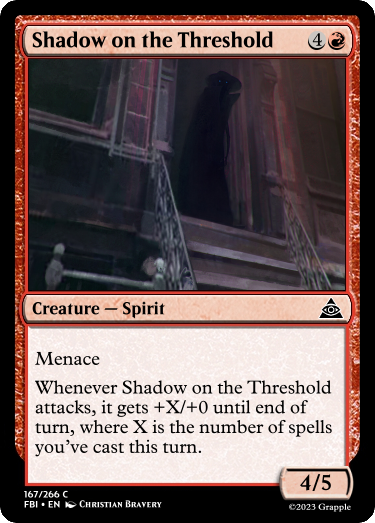 Shadow on the Threshold 4
Creature — Spirit
Menace
Whenever Shadow on the Threshold
attacks, it gets +X/+0 until end of
turn, where X is the number of spells
you've cast this turn.
4/5
167/266 C
FBI • EN Christian Bravery
©2023 Grapple